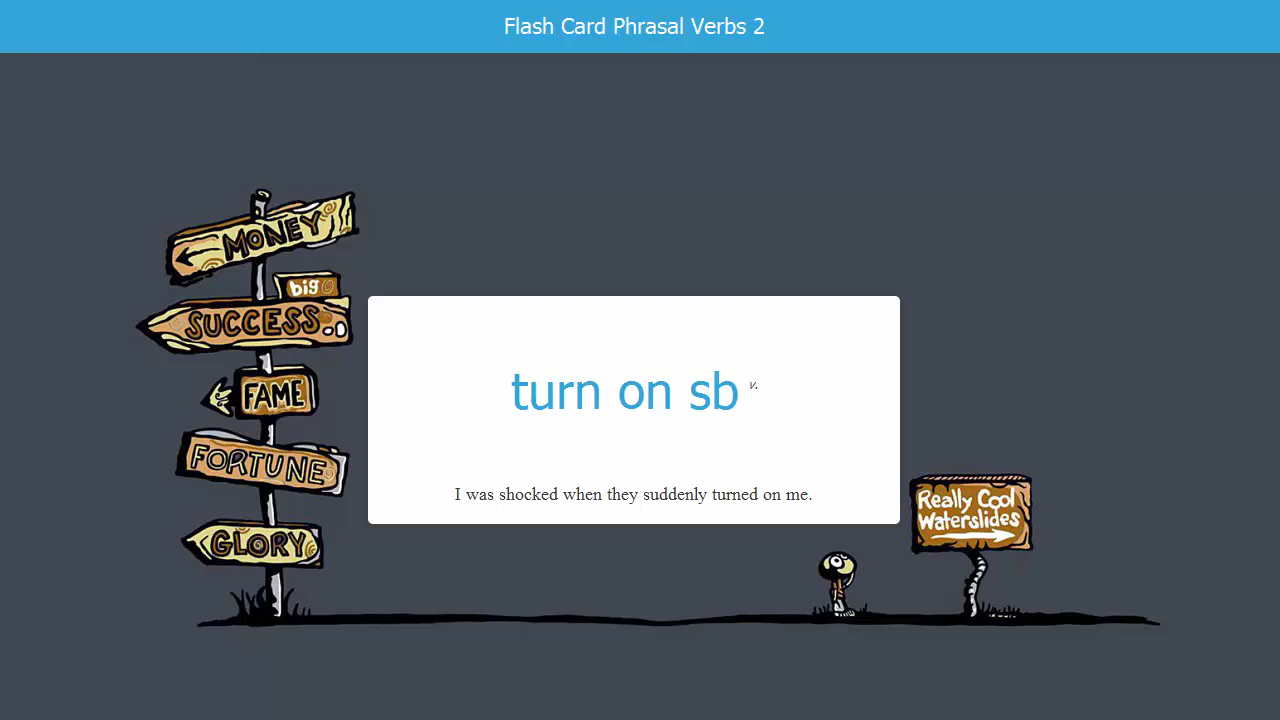 Flash Card Phrasal Verbs 2
MONEY
big
SUCCESS
FAME
FORTUNE
GLORY
turn on sb v.
I was shocked when they suddenly turned on me.
Really Cool
Waterslides